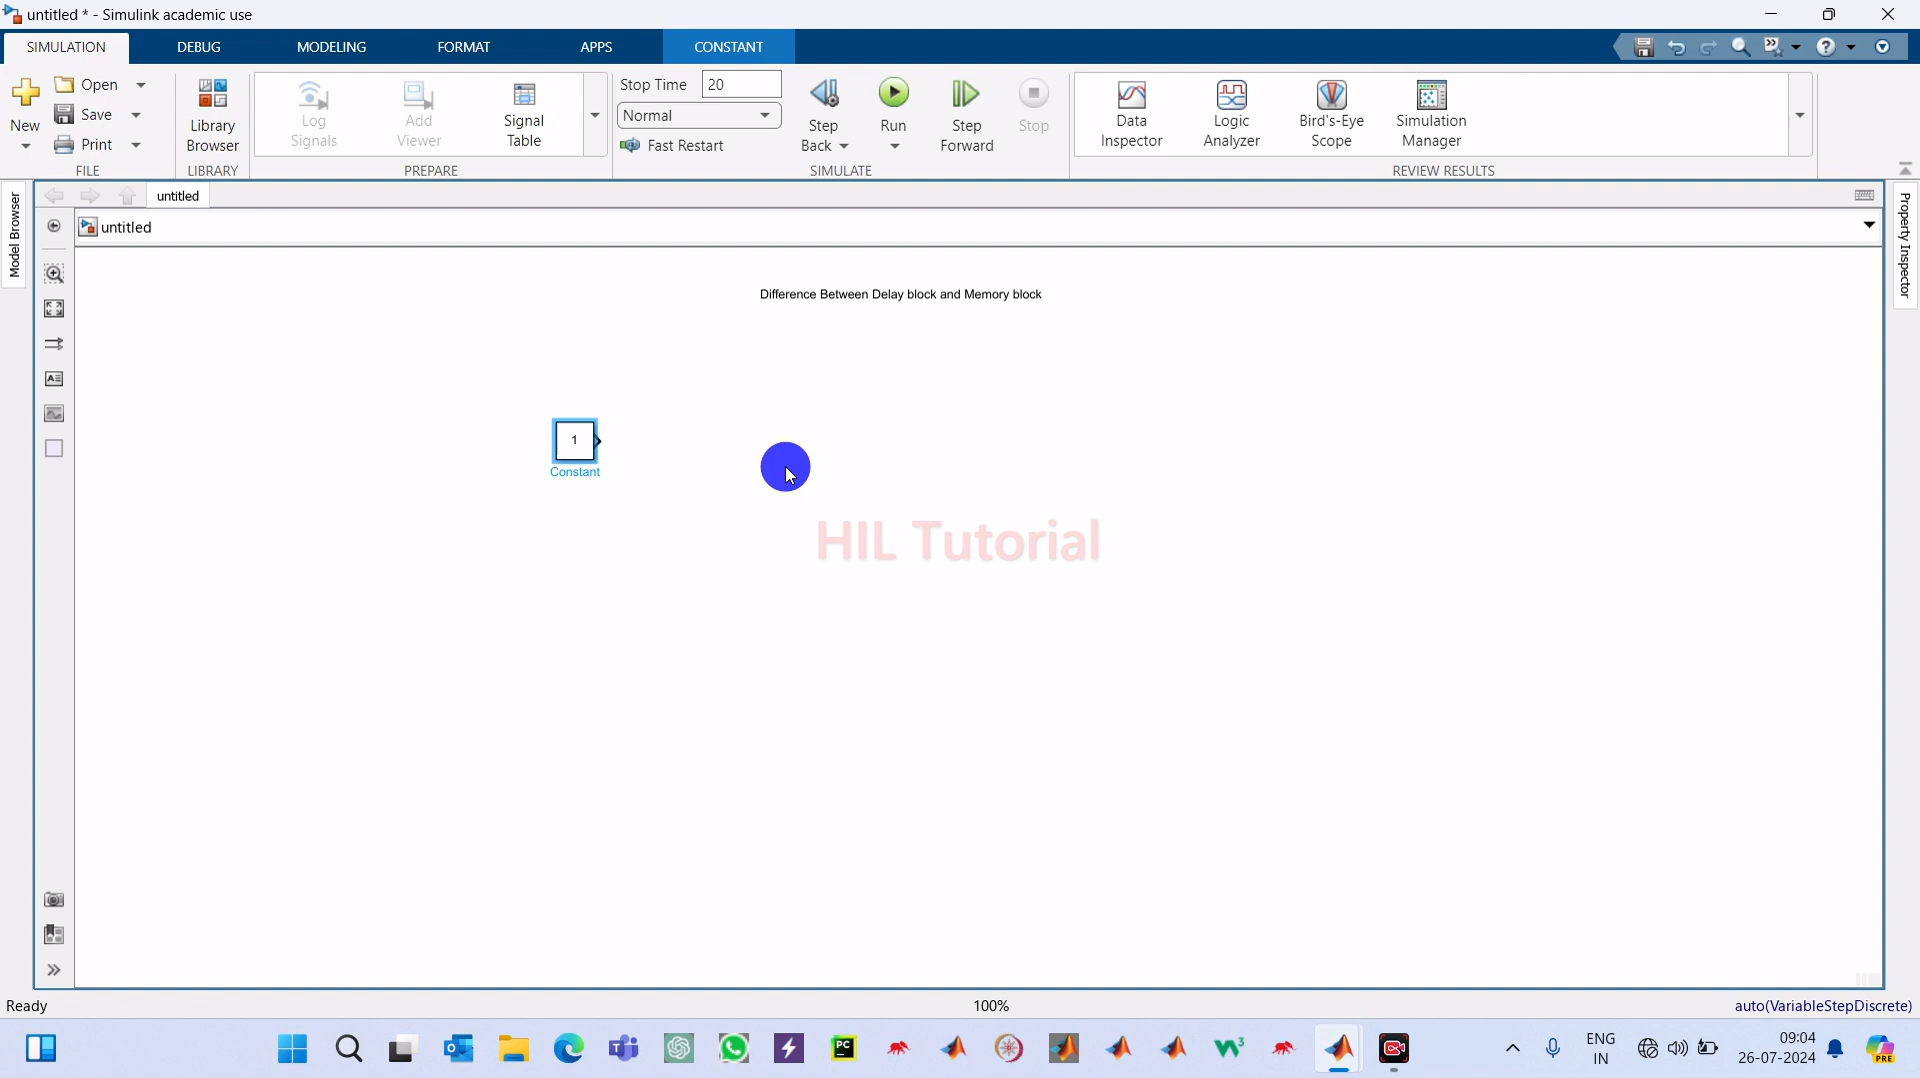 untitled * - Simulink academic use
SIMULATION DEBUG MODELING FORMAT APPS CONSTANT
New
Open
Save
Print
FILE
Library
Browser
LIBRARY
Log
Signals
Add
Viewer
Signal
Table
PREPARE
Stop Time 20
Normal
Fast Restart
Step
Back
Run
Step
Forward
Stop
SIMULATE
Data
Inspector
Logic
Analyzer
Bird's-Eye
Scope
Simulation
Manager
REVIEW RESULTS
Model Browser
Property Inspector
untitled
untitled
Difference Between Delay block and Memory block
1
Constant
HIL Tutorial
Ready 100% auto(VariableStepDiscrete)
PC
ENG
IN
09:04
26-07-2024
PRE